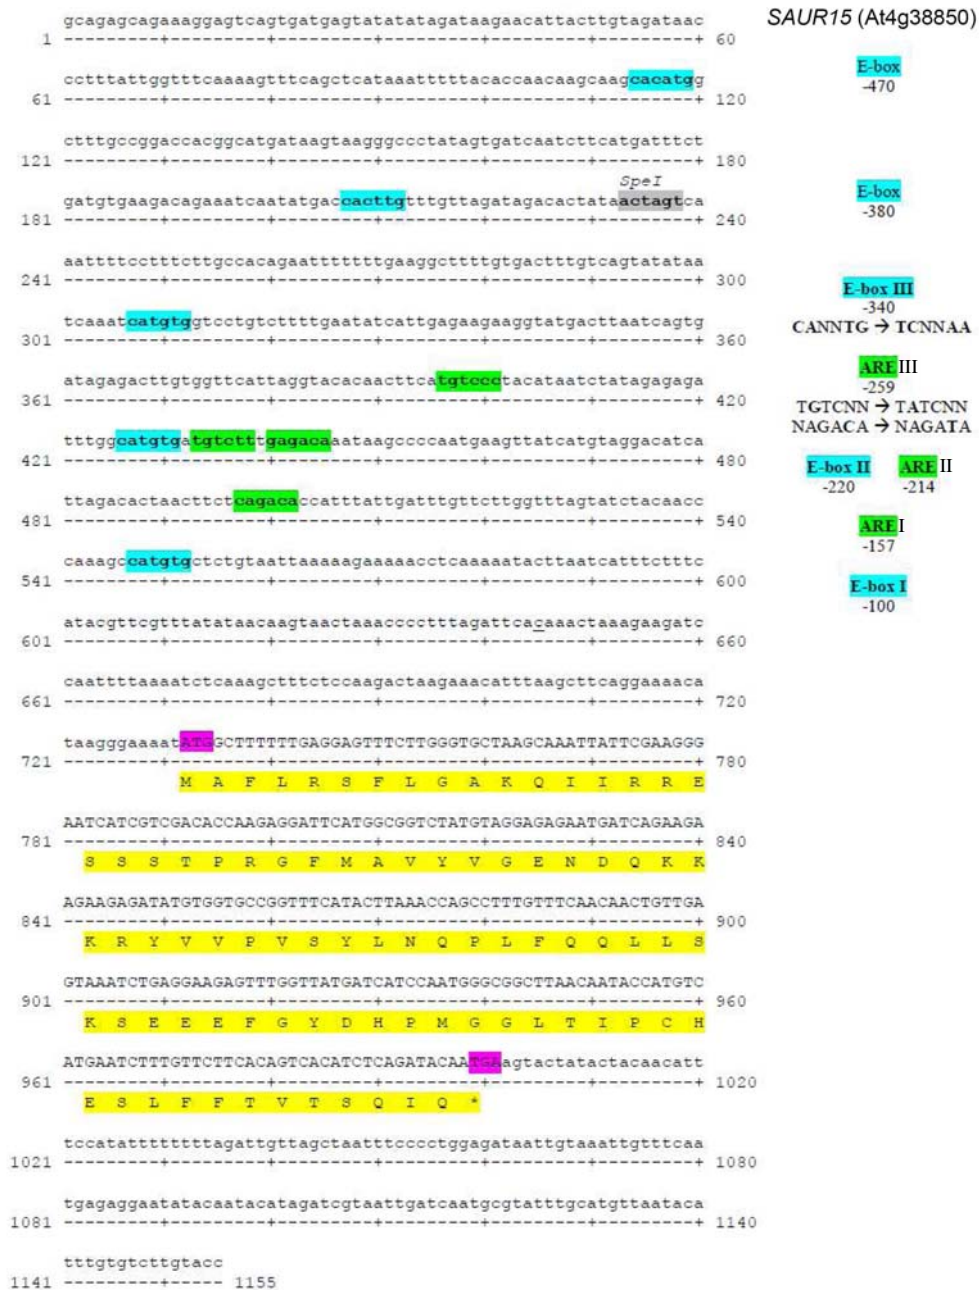 SAUR15 (At4g38850)
gcagagcagaaaggagtcagtgatgagtatatatatagataagaacattacttgtagataac
1 ---------+---------+---------+---------+---------+---------+ 60
cctttattggtttcaaaagtttcagctcataaatttttacaccaacaagcaagcacatgg
61 ---------+---------+---------+---------+---------+---------+ 120
E-box
-470
ctttgccggaccacggcatgataagtaagggccctatagtgatcaatcttcatgatttct
121 ---------+---------+---------+---------+---------+---------+ 180
SpeI
gatgtgaagacagaaatcaatatgaccacttgtttgttagatagacactataactagtca
181 ---------+---------+---------+---------+---------+---------+ 240
E-box
-380
aattttcctttcttgccacagaatttttttgaaggcttttgtgactttgtcagtatataa
241 ---------+---------+---------+---------+---------+---------+ 300
tcaaatcatgtggtcctgtcttttgaatatcattgagaagaaggtatgacttaatcagtg
301 ---------+---------+---------+---------+---------+---------+ 360
E-box III
-340
CANNTG → TCNNAA
atagagacttgtggttcattaggtacacaacttcatgtccctacataatctatagagaga
361 ---------+---------+---------+---------+---------+---------+ 420
ARE III
-259
TGTCNN → TATCNN
NAGACA → NAGATA
tttggcatgtgatgtctttgagacaaataagccccaatgaagttatcatgtaggacatca
421 ---------+---------+---------+---------+---------+---------+ 480
E-box II ARE II
-220 -214
ttagacactaacttctcagacaccatttattgatttgttcttggtttagtatctacaacc
481 ---------+---------+---------+---------+---------+---------+ 540
ARE I
-157
caaagccatgtgctctgtaattaaaaagaaaaacctcaaaaatacttaatcatttctttc
541 ---------+---------+---------+---------+---------+---------+ 600
E-box I
-100
atacgttcgtttatataacaagtaactaaacccctttagattcacaaactaaagaagatc
601 ---------+---------+---------+---------+---------+---------+ 660
caattttaaaatctcaaagctttctccaagactaagaaacatttaagcttcaggaaaaca
661 ---------+---------+---------+---------+---------+---------+ 720
taagggaaaatATGGCTTTTTTGAGGAGTTTCTTGGGTGCTAAGCAAATTATTCGAAGGG
721 ---------+---------+---------+---------+---------+---------+ 780
M A F L R S F L G A K Q I I R R E
AATCATCGTCGACACCAAGAGGATTCATGGCGGTCTATGTAGGAGAGAATGATCAGAAGA
781 ---------+---------+---------+---------+---------+---------+ 840
S S S T P R G F M A V Y V G E N D Q K K
AGAAGAGATATGTGGTGCCGGTTTCATACTTAAACCAGCCTTTGTTTCAACAACTGTTGA
841 ---------+---------+---------+---------+---------+---------+ 900
K R Y V V P V S Y L N Q P L F Q Q L L S
GTAAATCTGAGGAAGAGTTTGGTTATGATCATCCAATGGGCGGCTTAACAATACCATGTC
901 ---------+---------+---------+---------+---------+---------+ 960
K S E E E F G Y D H P M G G L T I P C H
ATGAATCTTTGTTCTTCACAGTCACATCTCAGATACAATGAagtactatactacaacatt
961 ---------+---------+---------+---------+---------+---------+ 1020
E S L F F T V T S Q I Q *
tccatatttttttttagattgttagctaatttcccctggagataattgtaaattgtttcaa
1021 ---------+---------+---------+---------+---------+---------+ 1080
tgagaggaatatacaatacatagatcgtaattgatcaatgcgtatttgcatgttaataca
1081 ---------+---------+---------+---------+---------+---------+ 1140
tttgtgtcttgtacc
1141 ---------+----- 1155